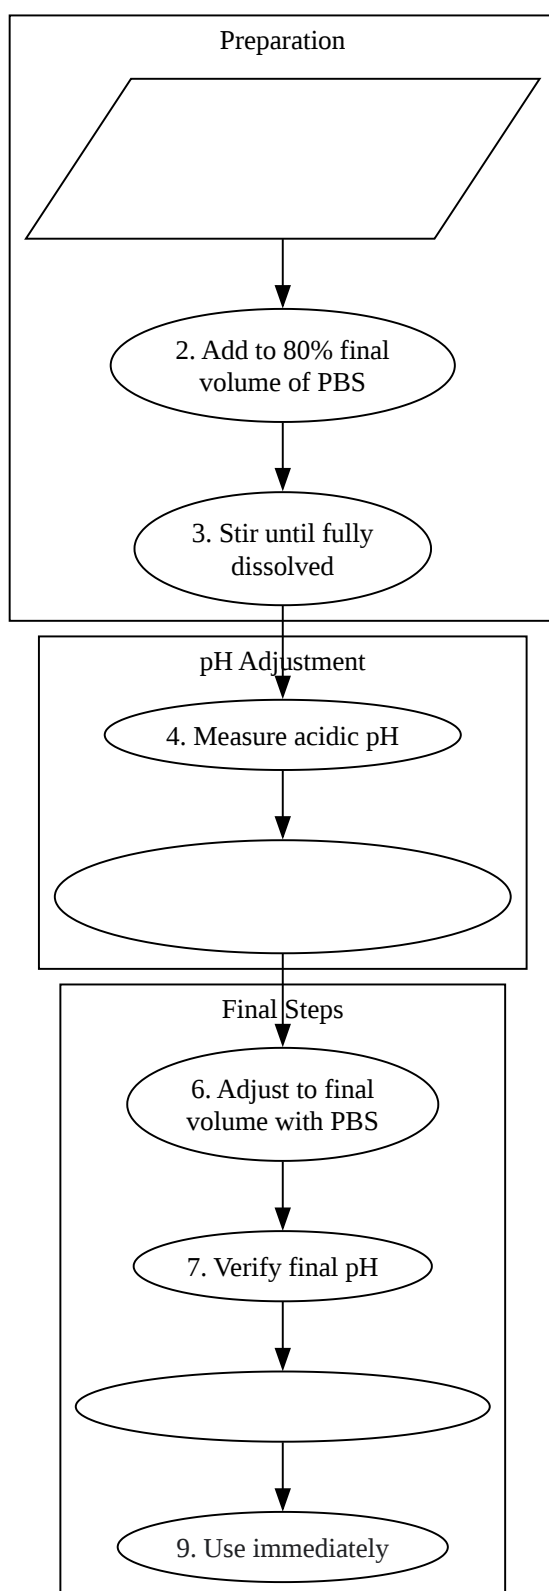 Preparation
2. Add to 80% final
volume of PBS
3. Stir until fully
dissolved
pH Adjustment
4. Measure acidic pH
Final Steps
6. Adjust to final
volume with PBS
7. Verify final pH
9. Use immediately